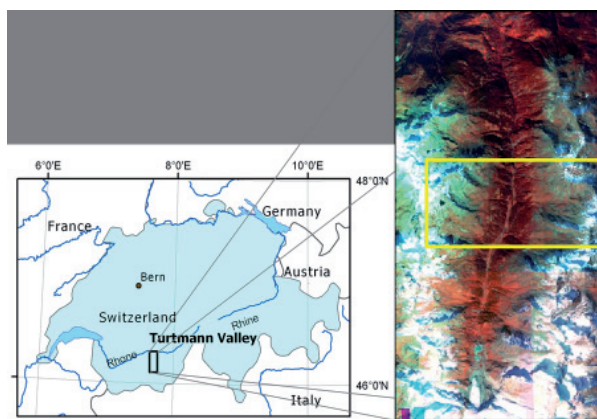 6°0'E 8°0'E 10°0'E
48°0'N
Germany
France
Austria
Bern
Switzerland
Rhine
Turtmann Valley
Rhone
46°0'N
Italy